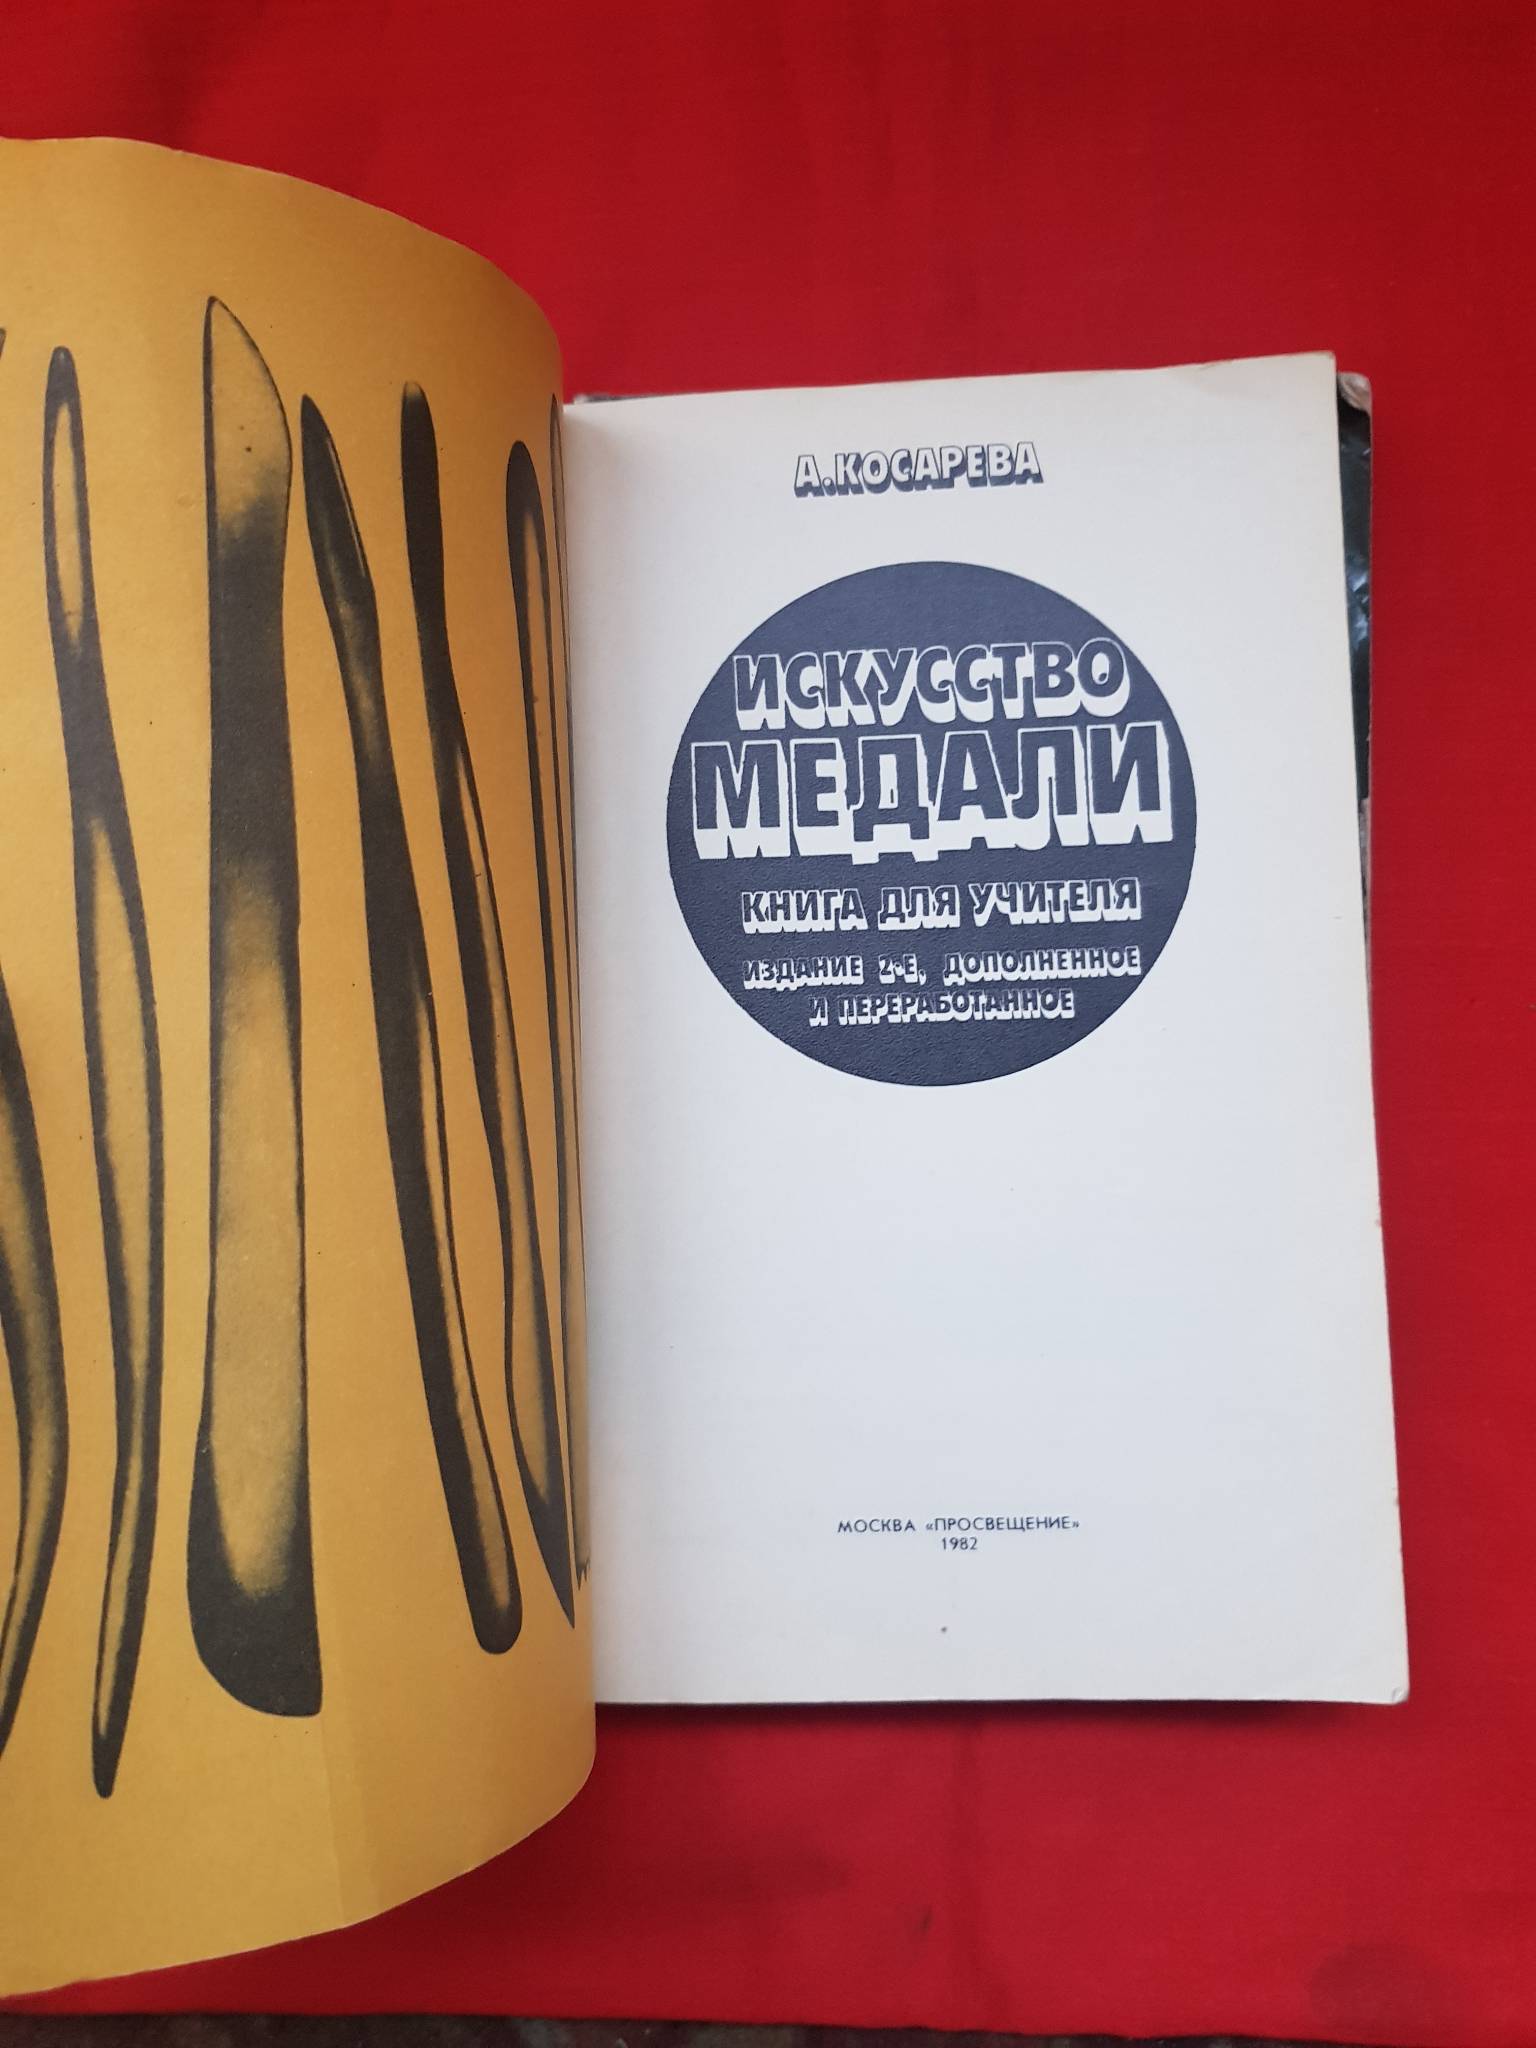 А.КОСАРЕВА
ИСКУССТВО
МЕДАЛИ
КНИГА ДЛЯ УЧИТЕЛЯ
ИЗДАНИЕ 2-Е, ДОПОЛНЕННОЕ
И ПЕРЕРАБОТАННОЕ
МОСКВА «ПРОСВЕЩЕНИЕ»
1982